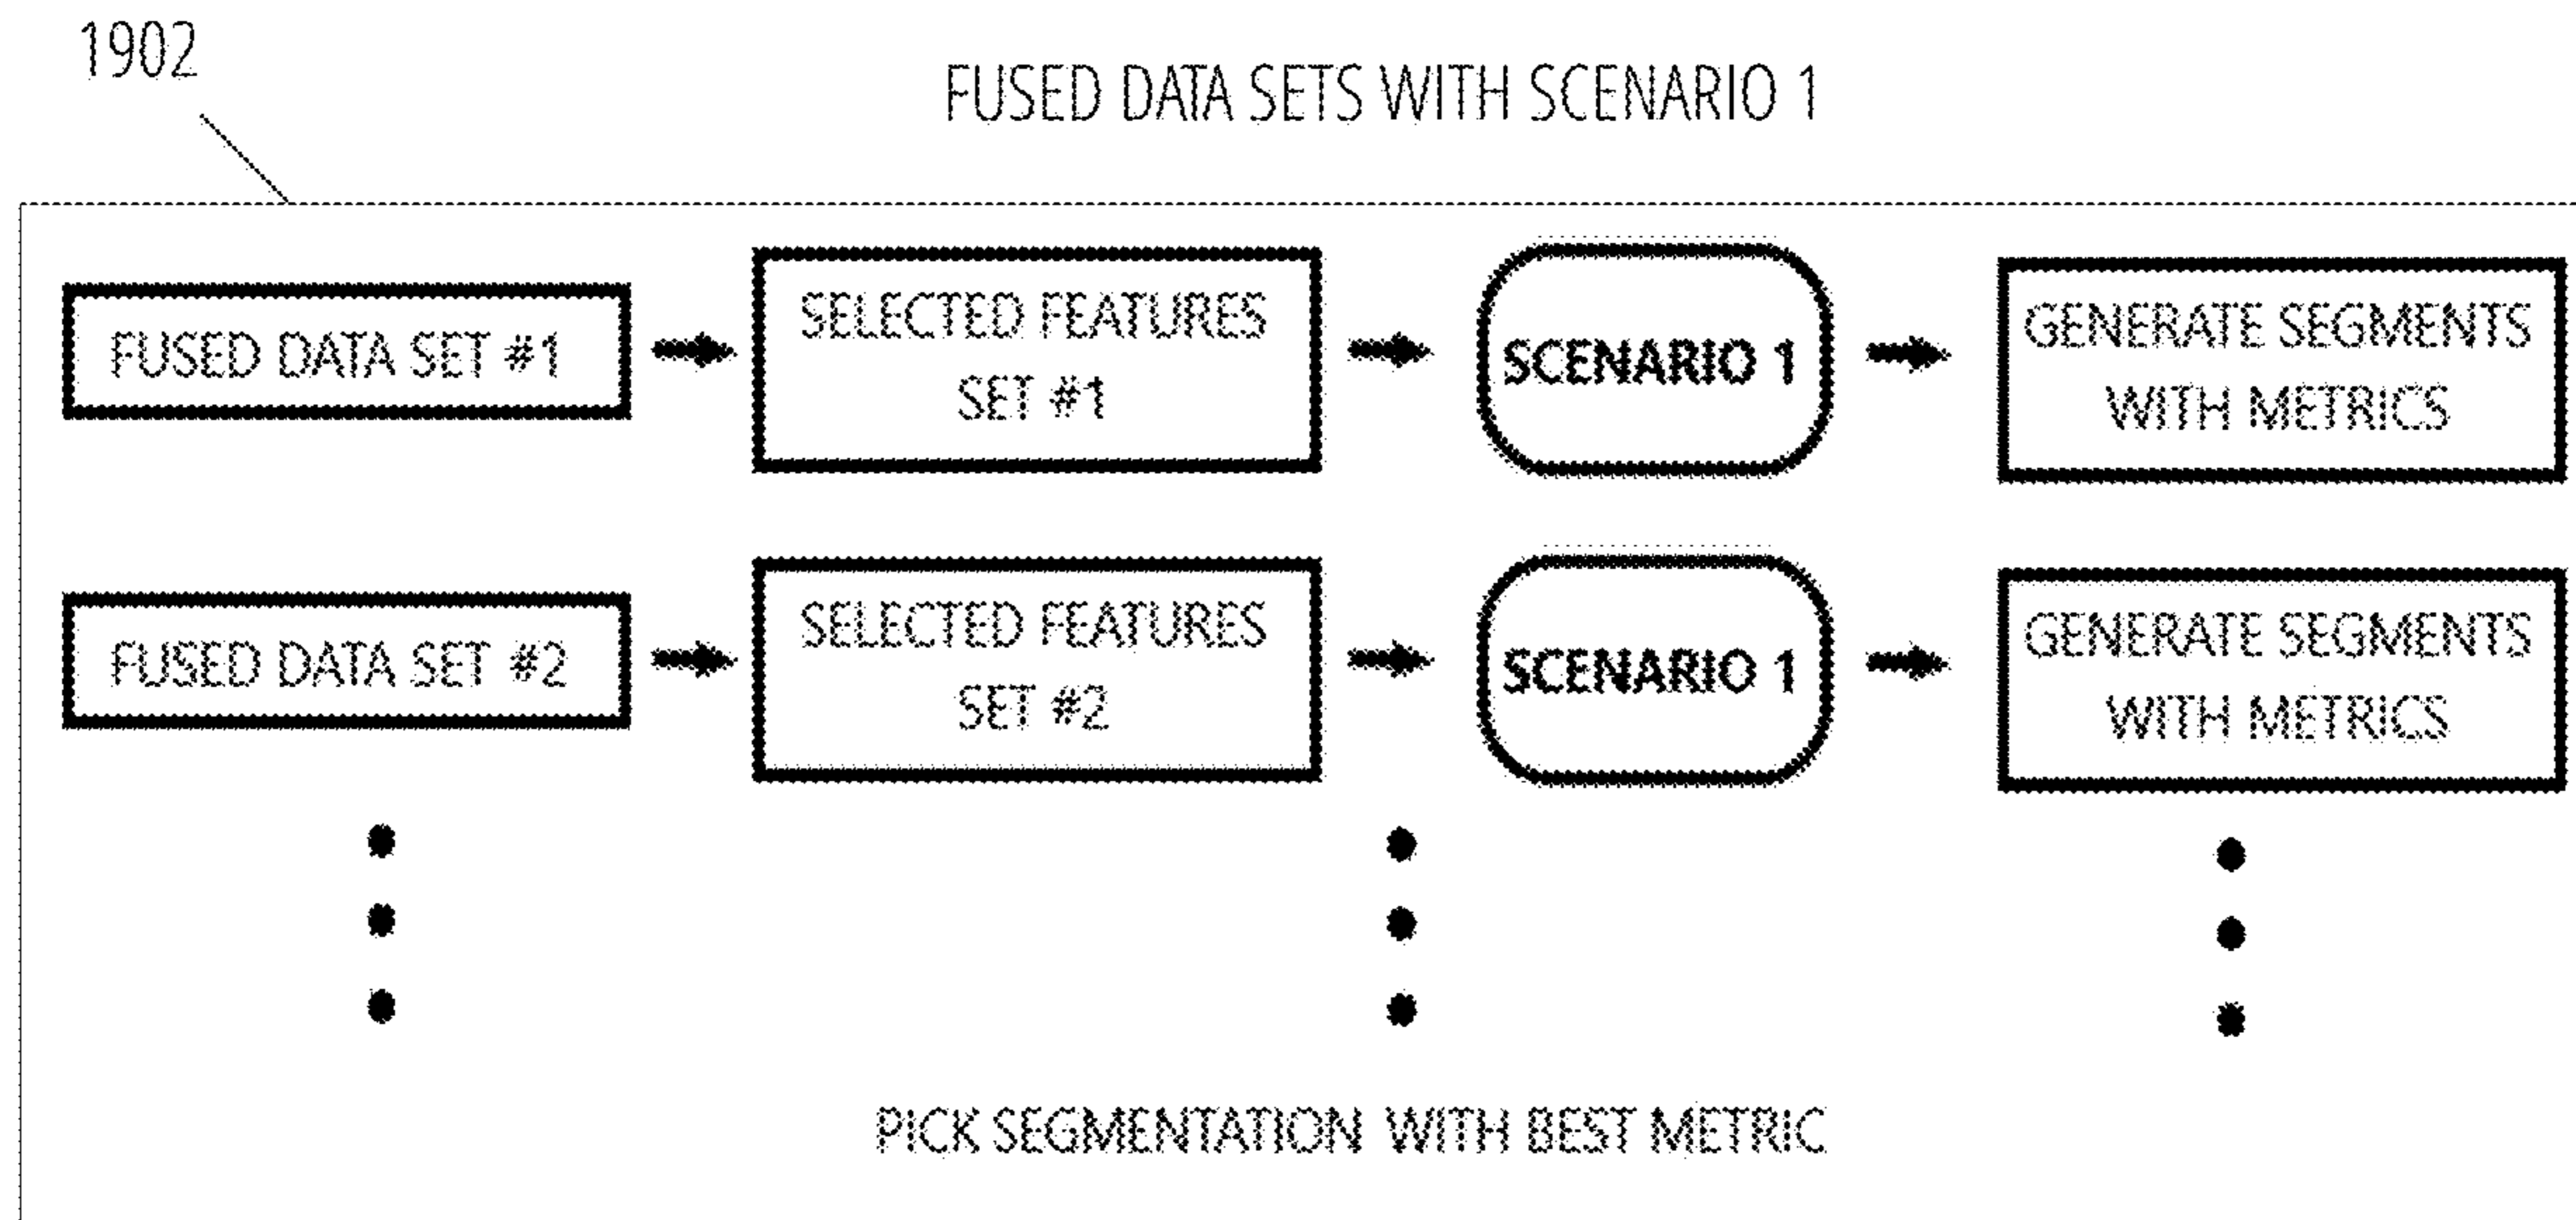 1902
FUSED DATA SETS WITH SCENARIO 1
FUSED DATA SET #1
SELECTED FEATURES
SET #1
SCENARIO 1
GENERATE SEGMENTS
WITH METRICS
FUSED DATA SET #2
SELECTED FEATURES
SET #2
SCENARIO 1
GENERATE SEGMENTS
WITH METRICS
PICK SEGMENTATION WITH BEST METRIC